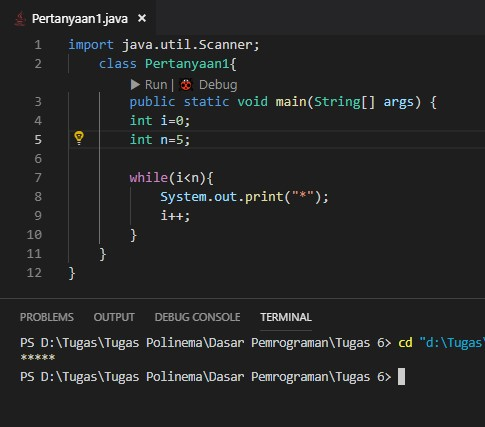 Pertanyaan1.java ×
1 import java.util.Scanner;
2 class Pertanyaan1{
▶ Run | Debug
3 public static void main(String[] args) {
4 int i=0;
5 int n=5;
6
7 while(i<n){
8 System.out.print("*");
9 i++;
10 }
11 }
12 }
PROBLEMS OUTPUT DEBUG CONSOLE TERMINAL
PS D:\Tugas\Tugas Polinema\Dasar Pemrograman\Tugas 6> cd "d:\Tugas\
*****
PS D:\Tugas\Tugas Polinema\Dasar Pemrograman\Tugas 6>